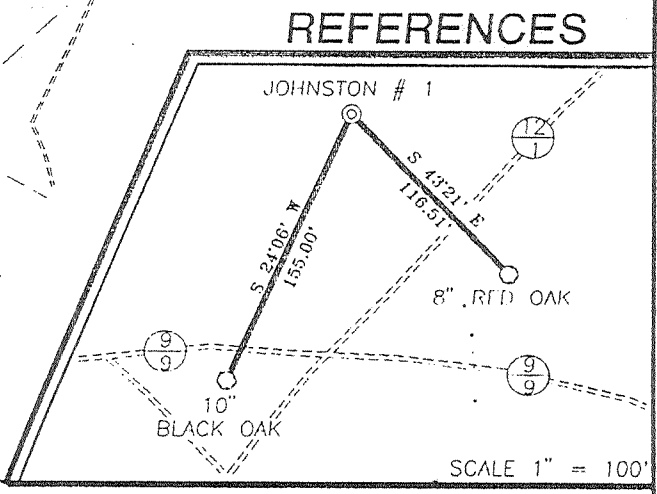 REFERENCES
JOHNSTON # 1
12
1
S 43°21' E
116.51'
S 24°06' W
155.00'
8" RED OAK
9
9
9
9
10"
BLACK OAK
SCALE 1" = 100'